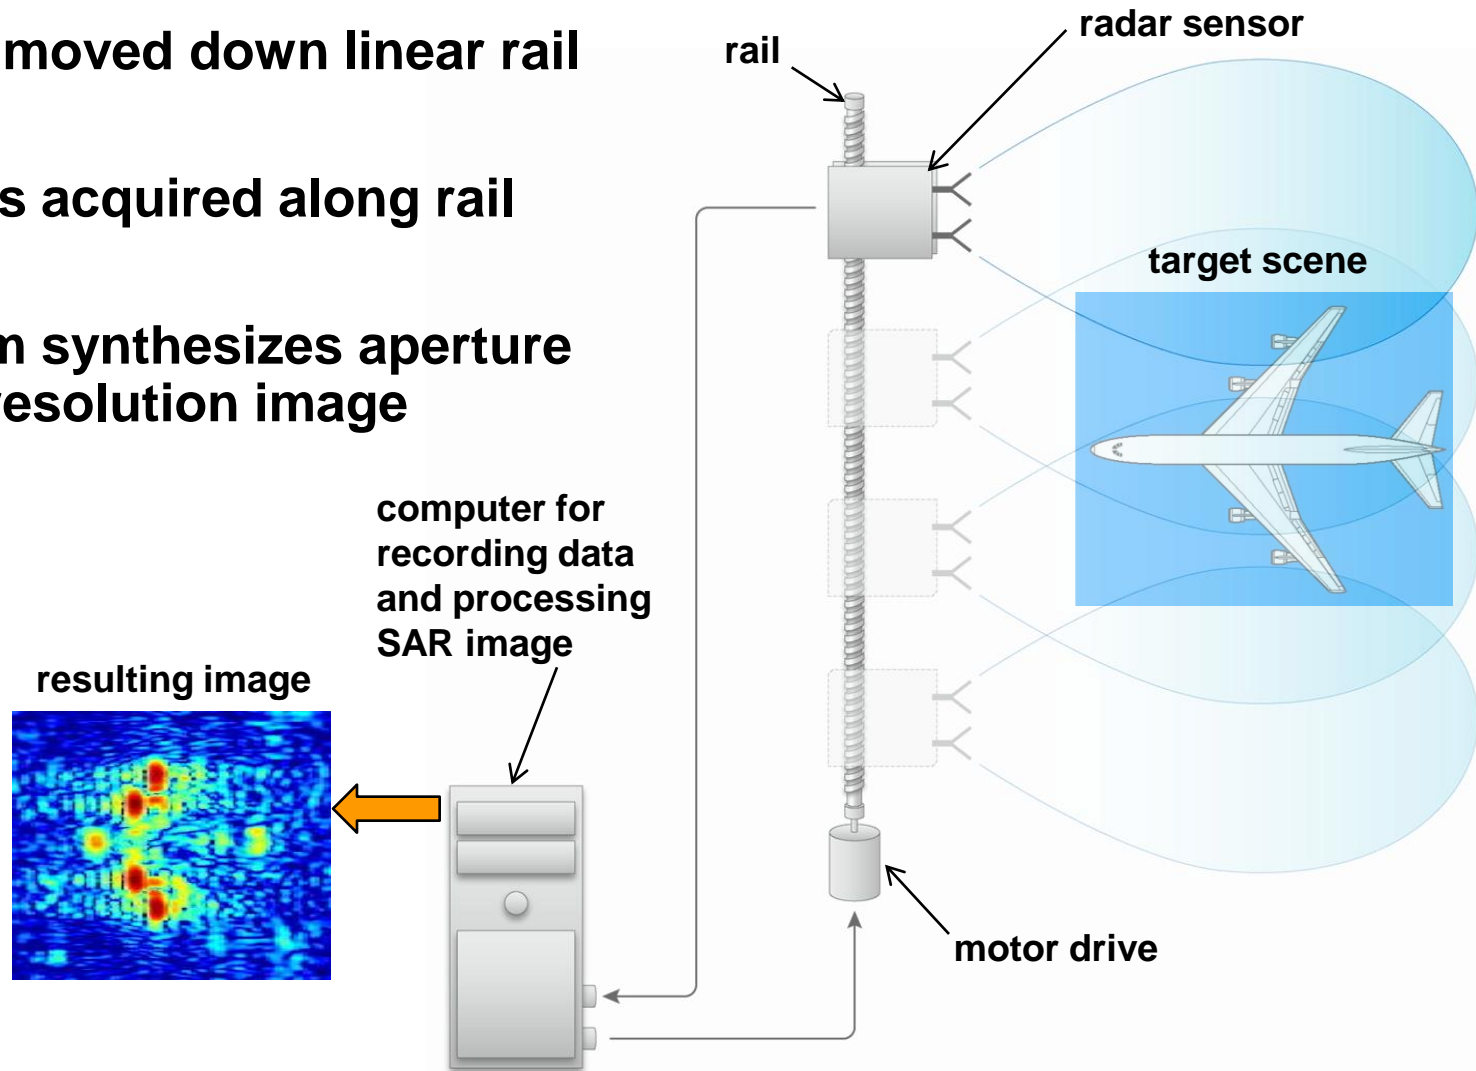 moved down linear rail
s acquired along rail
m synthesizes aperture
resolution image
rail
radar sensor
target scene
computer for
recording data
and processing
SAR image
resulting image
motor drive